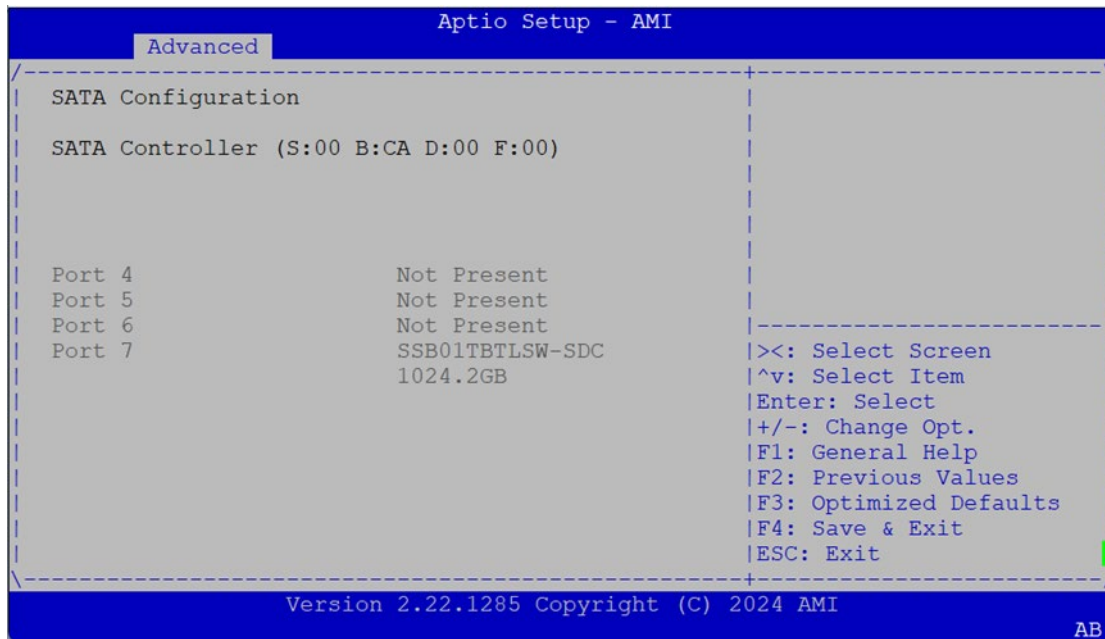 Aptio Setup - AMI
Advanced
SATA Configuration
SATA Controller (S:00 B:CA D:00 F:00)
Port 4 Not Present
Port 5 Not Present
Port 6 Not Present
Port 7 SSB01TBTLSW-SDC
1024.2GB
><: Select Screen
^v: Select Item
Enter: Select
+/-: Change Opt.
F1: General Help
F2: Previous Values
F3: Optimized Defaults
F4: Save & Exit
ESC: Exit
Version 2.22.1285 Copyright (C) 2024 AMI
AB